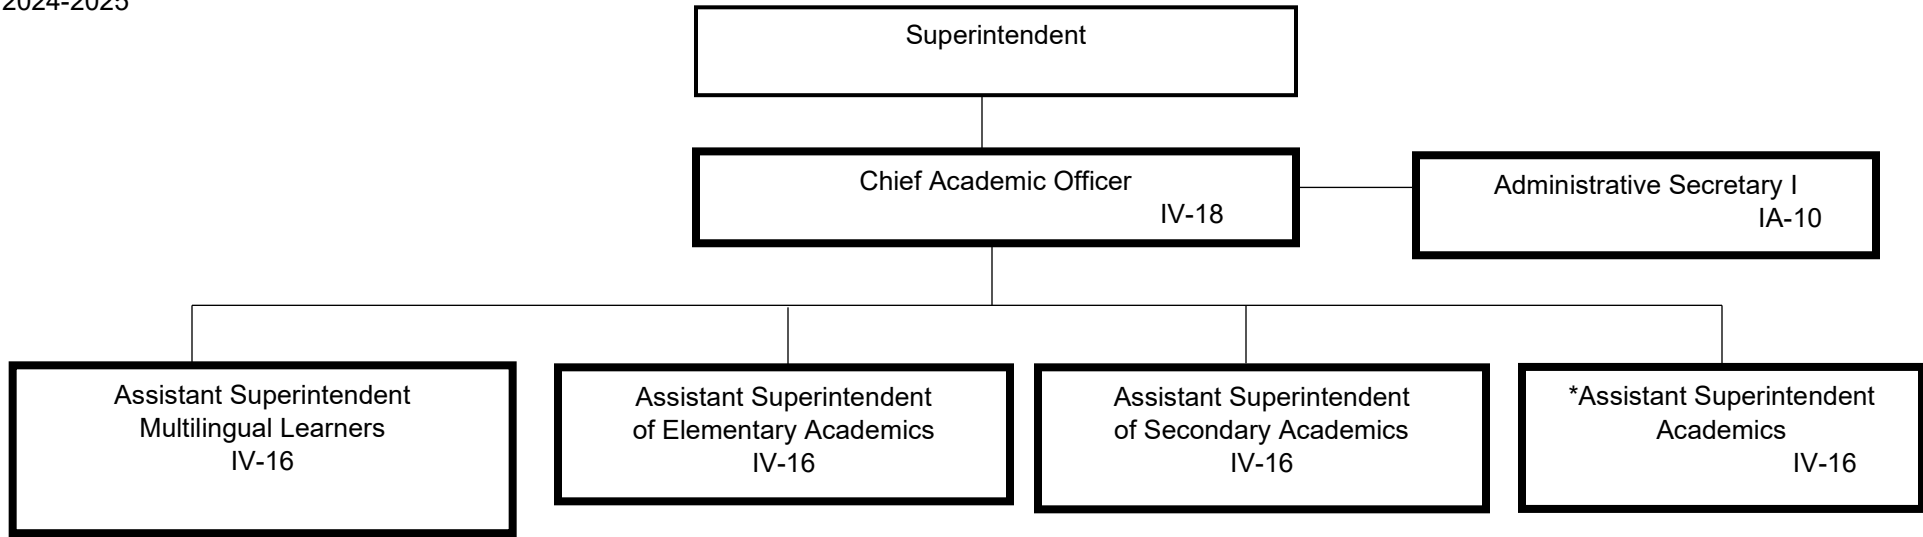 2024-2025
Superintendent
Chief Academic Officer
IV-18
Administrative Secretary I
IA-10
Assistant Superintendent
Multilingual Learners
IV-16
Assistant Superintendent
of Elementary Academics
IV-16
Assistant Superintendent
of Secondary Academics
IV-16
*Assistant Superintendent
Academics
IV-16